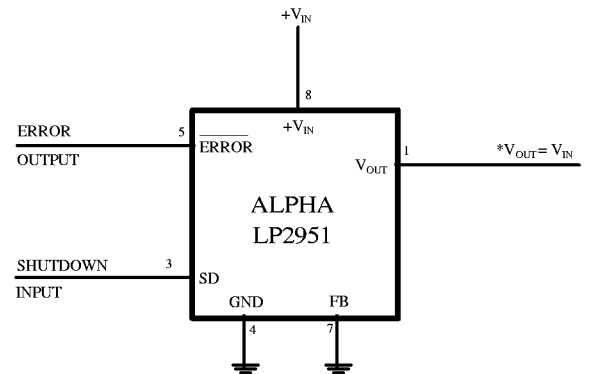 +VIN
8
+VIN
ERROR
OUTPUT
5
ERROR
1
VOUT
*VOUT = VIN
ALPHA
LP2951
SHUTDOWN
INPUT
3
SD
GND
FB
4
7